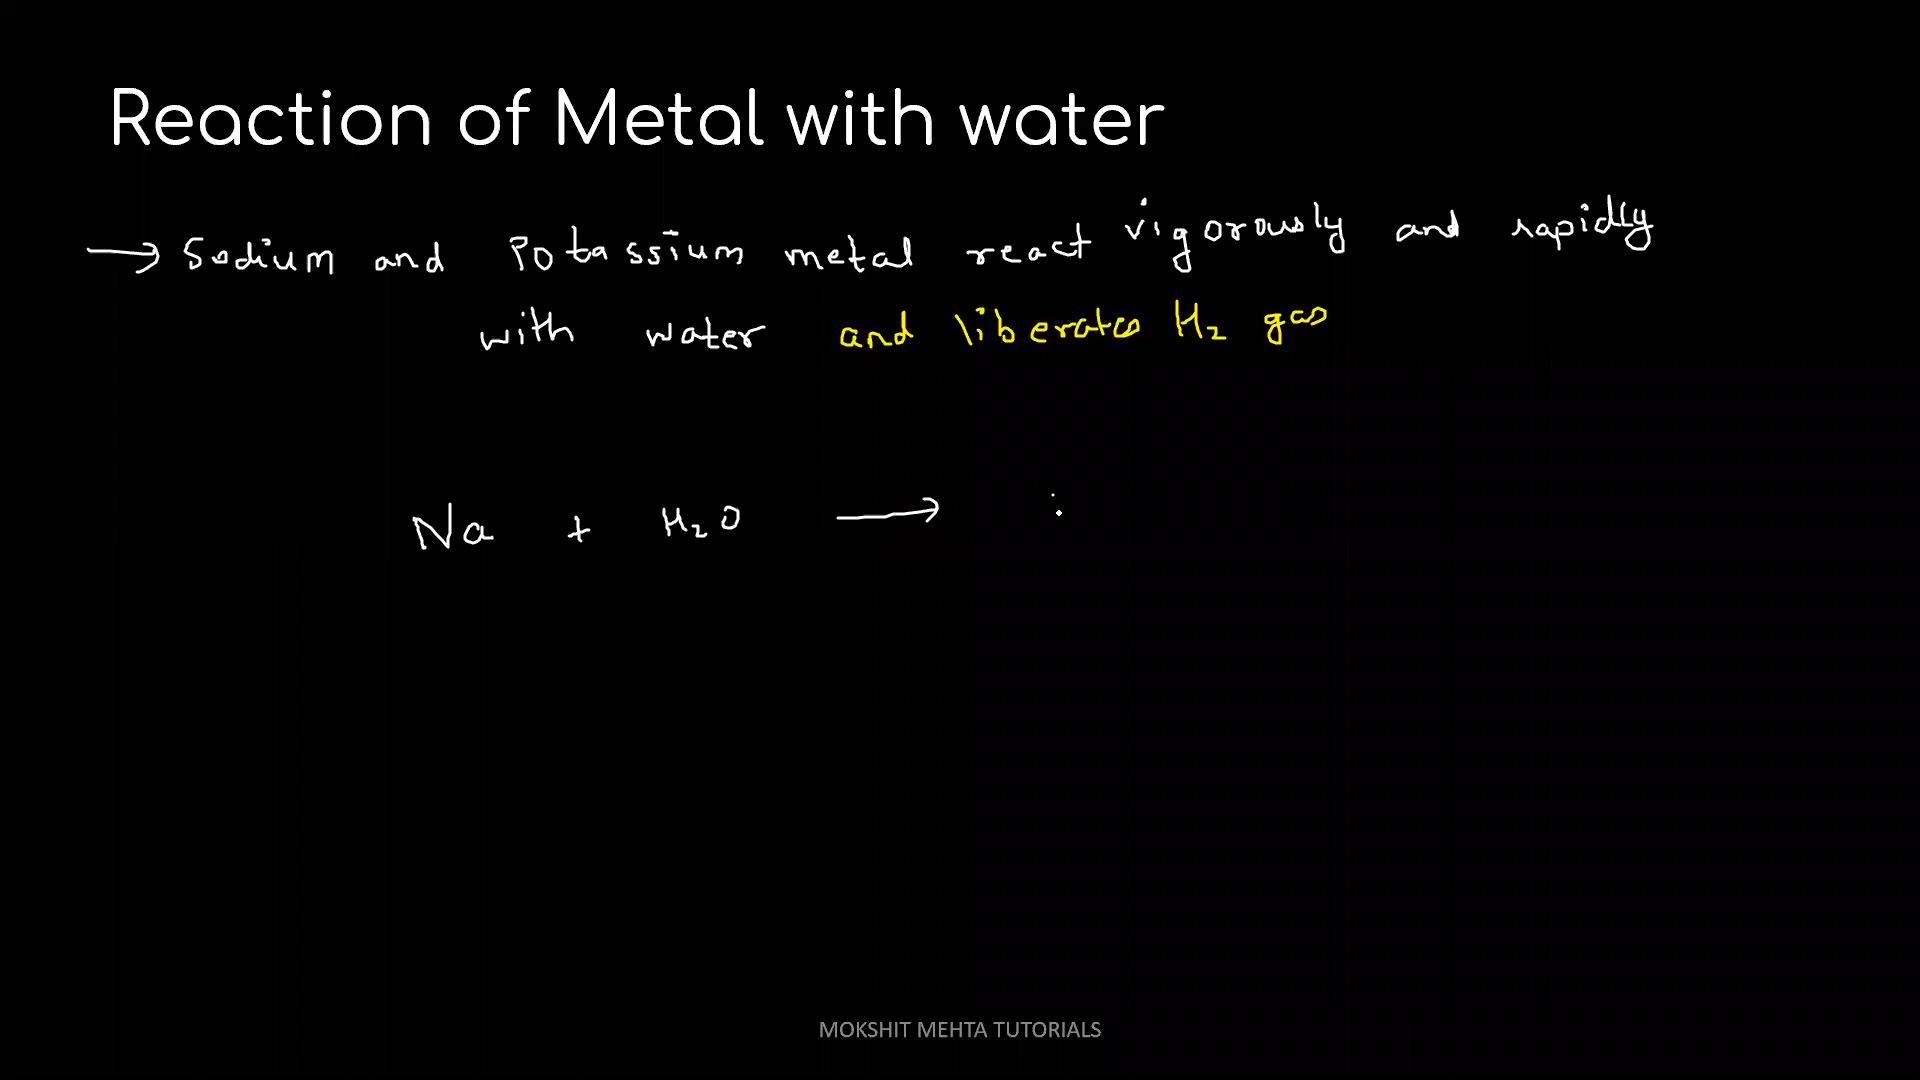 Reaction of Metal with water
→ Sodium and Potassium metal react vigorously and rapidly
with water and liberates H₂ gas
Na + H₂O →
MOKSHIT MEHTA TUTORIALS